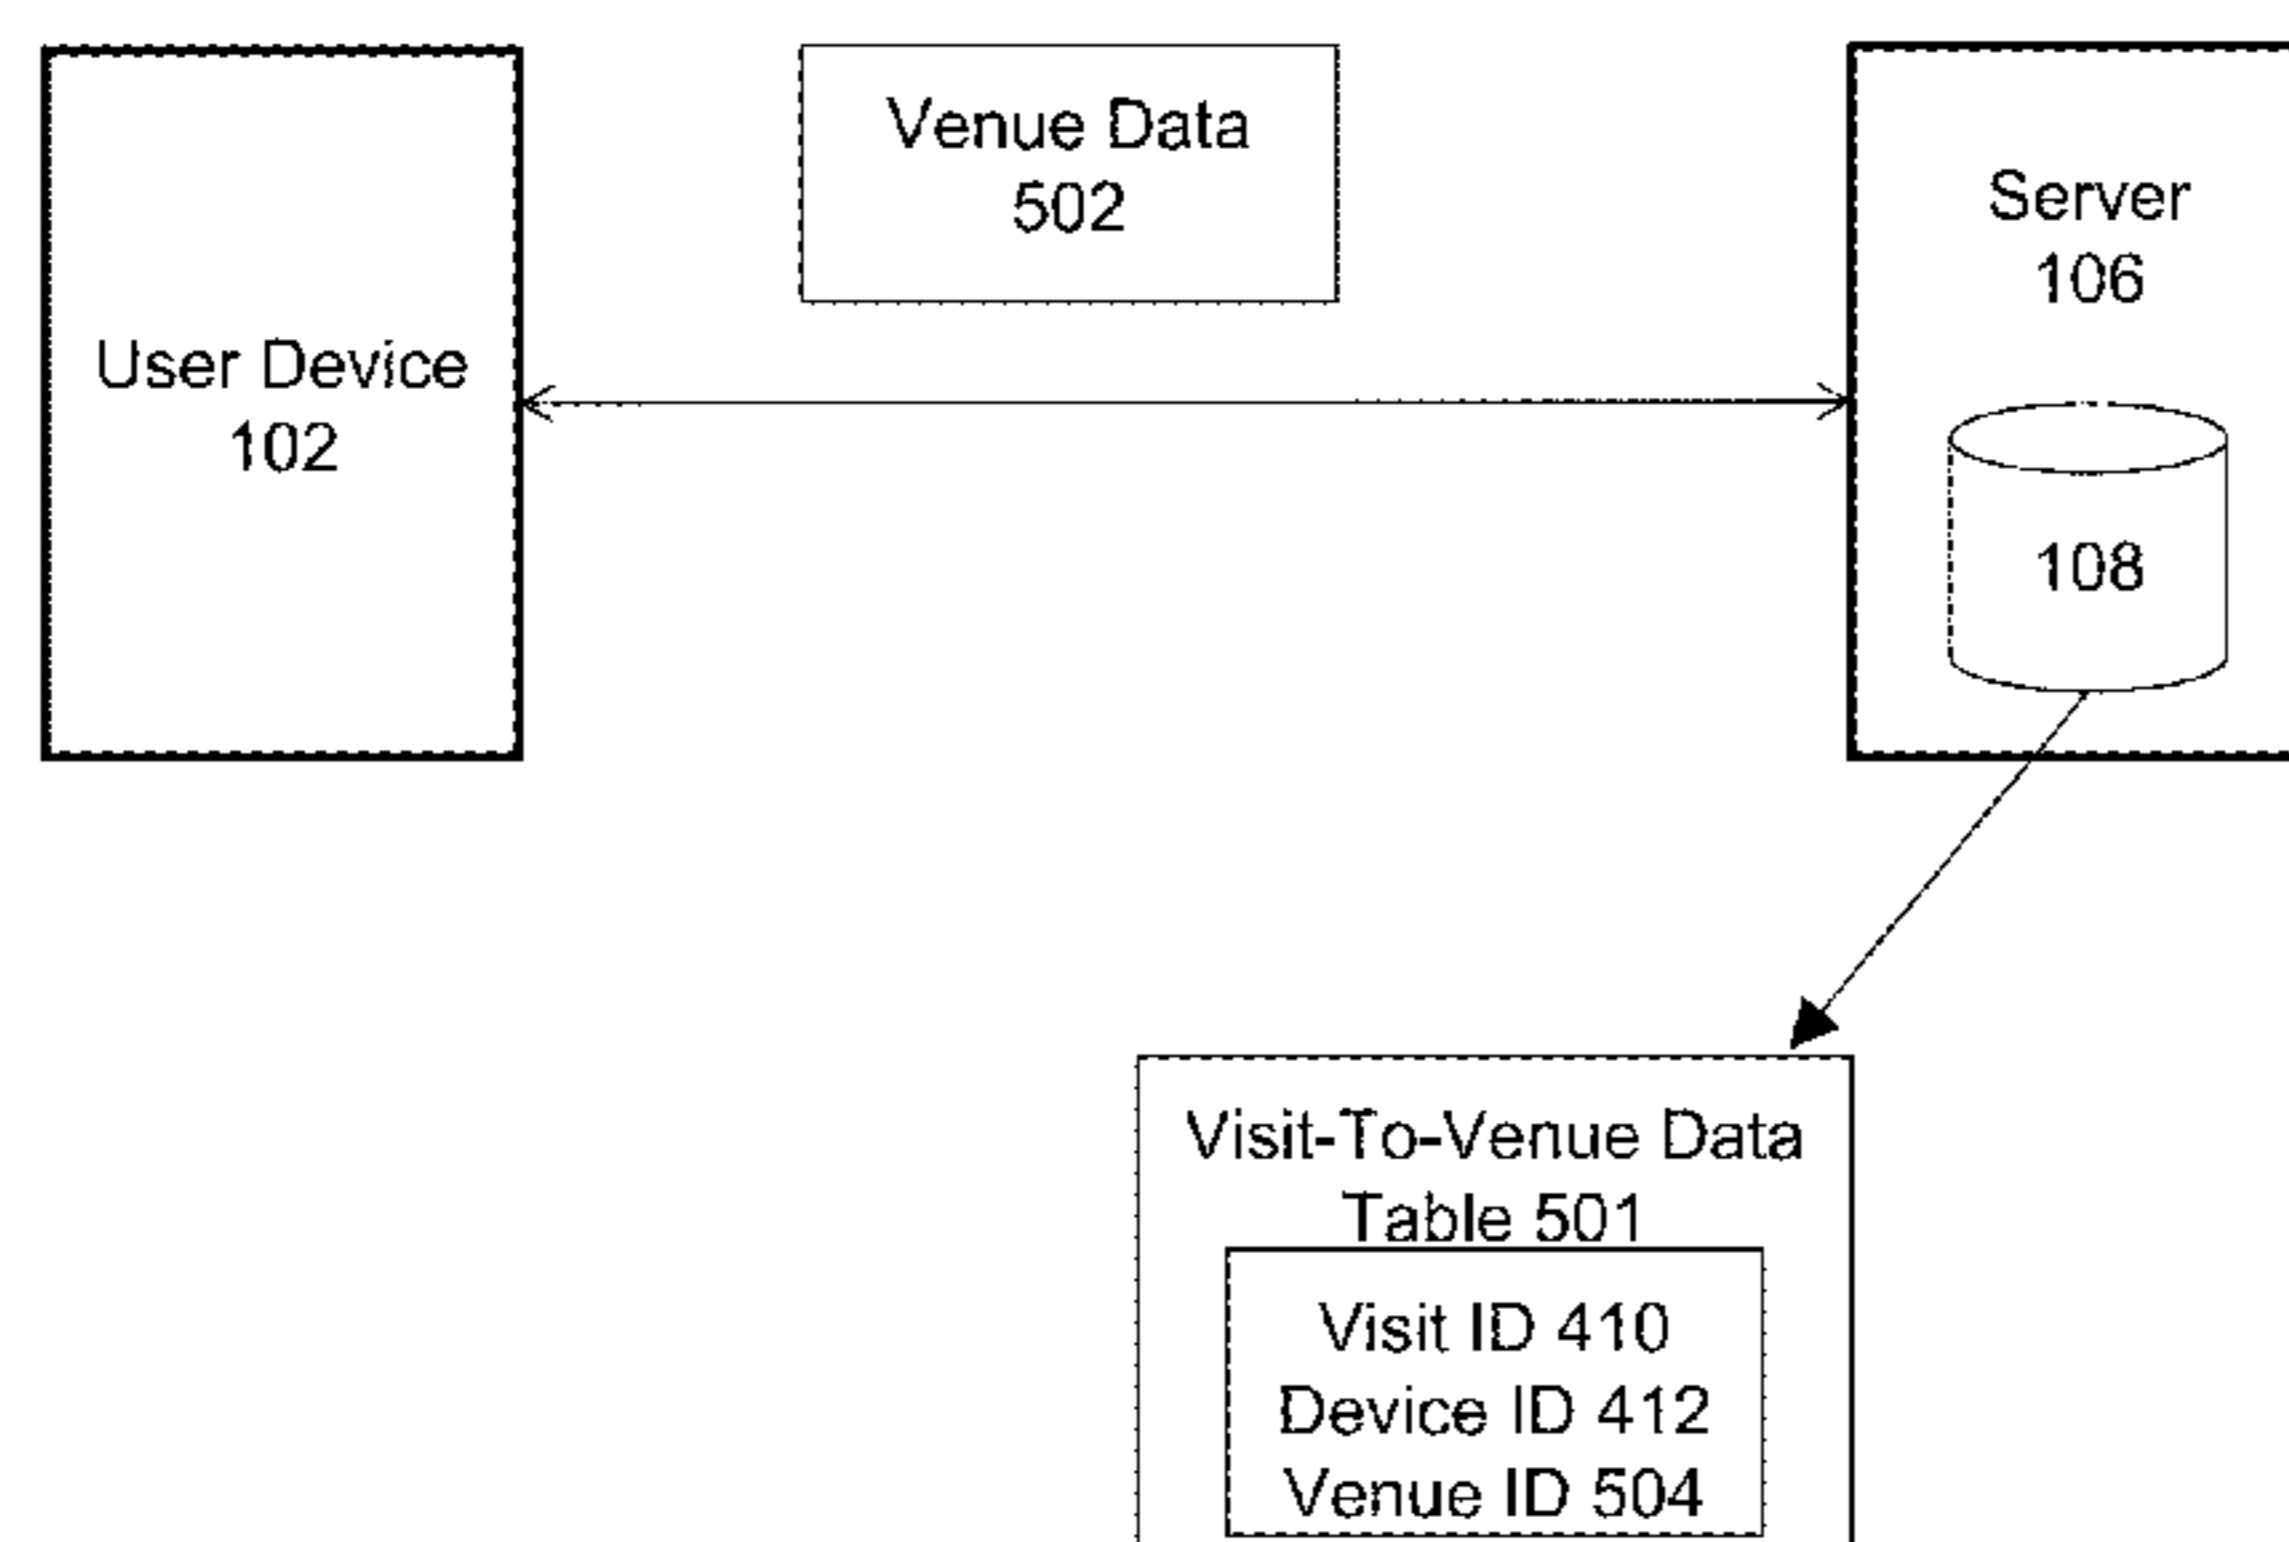 Venue Data
502
Server
106
User Device
102
108
Visit-To-Venue Data
Table 501
Visit ID 410
Device ID 412
Venue ID 504